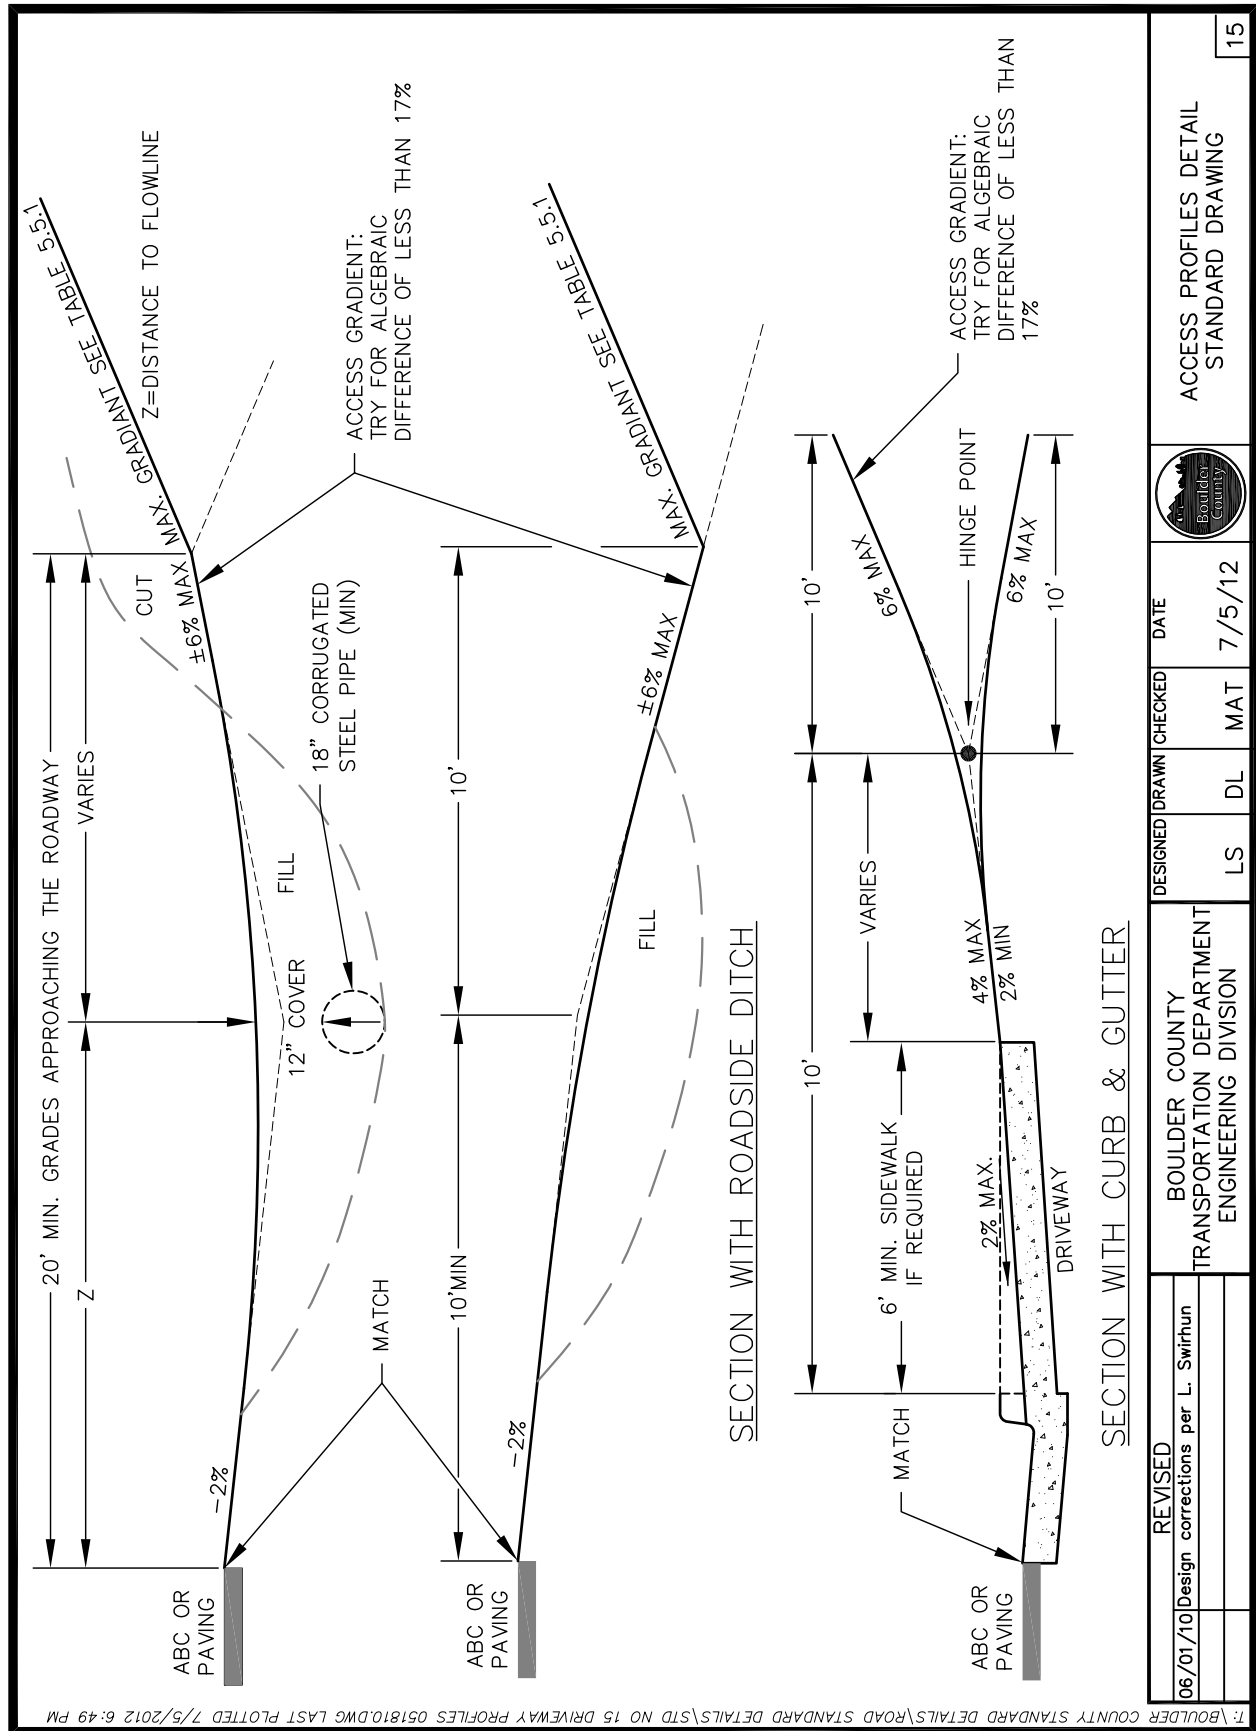 20' MIN. GRADES APPROACHING THE ROADWAY
Z
VARIES
MAX. GRADIANT SEE TABLE 5.5.1
Z=DISTANCE TO FLOWLINE
CUT
±6% MAX
-2%
FILL
12" COVER
18" CORRUGATED
STEEL PIPE (MIN)
ABC OR
PAVING
ACCESS GRADIENT:
TRY FOR ALGEBRAIC
DIFFERENCE OF LESS THAN 17%
MATCH
10'MIN
10'
MAX. GRADIANT SEE TABLE 5.5.1
±6% MAX
-2%
FILL
ABC OR
PAVING
SECTION WITH ROADSIDE DITCH
10'
10'
VARIES
6' MIN. SIDEWALK
IF REQUIRED
MATCH
6% MAX
ACCESS GRADIENT:
TRY FOR ALGEBRAIC
DIFFERENCE OF LESS THAN
17%
HINGE POINT
4% MAX
2% MIN
6% MAX
10'
2% MAX.
DRIVEWAY
ABC OR
PAVING
SECTION WITH CURB & GUTTER
REVISED
06/01/10 Design corrections per L. Swirhun
BOULDER COUNTY
TRANSPORTATION DEPARTMENT
ENGINEERING DIVISION
DESIGNED DRAWN CHECKED DATE
LS DL MAT 7/5/12
Boulder
County
ACCESS PROFILES DETAIL
STANDARD DRAWING
15
T:\BOULDER COUNTY STANDARD DETAILS\ROAD STANDARD DETAILS\STD NO 15 DRIVEWAY PROFILES 051810.DWG LAST PLOTTED 7/5/2012 6:49 PM